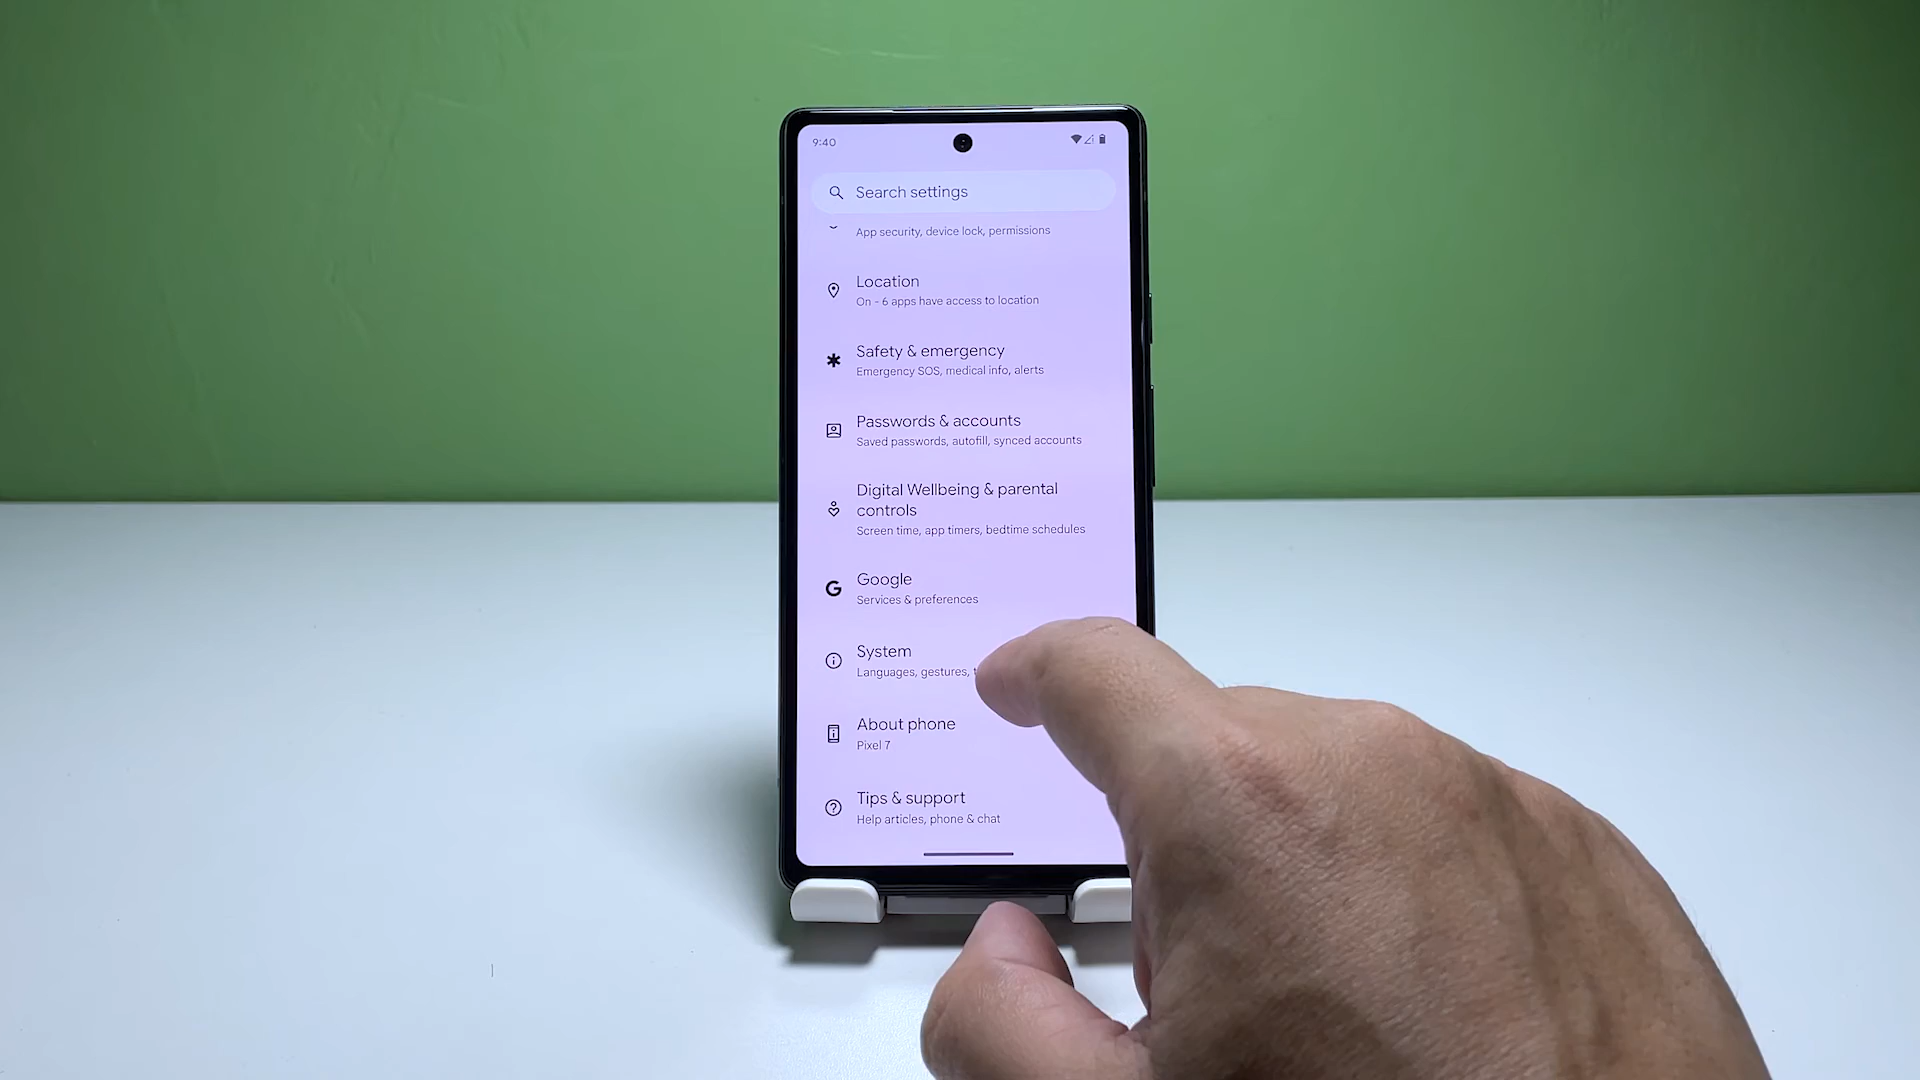 9:40
Search settings
App security, device lock, permissions
Location
On - 6 apps have access to location
Safety & emergency
Emergency SOS, medical info, alerts
Passwords & accounts
Saved passwords, autofill, synced accounts
Digital Wellbeing & parental
controls
Screen time, app timers, bedtime schedules
Google
Services & preferences
System
Languages, gestures,
About phone
Pixel 7
Tips & support
Help articles, phone & chat